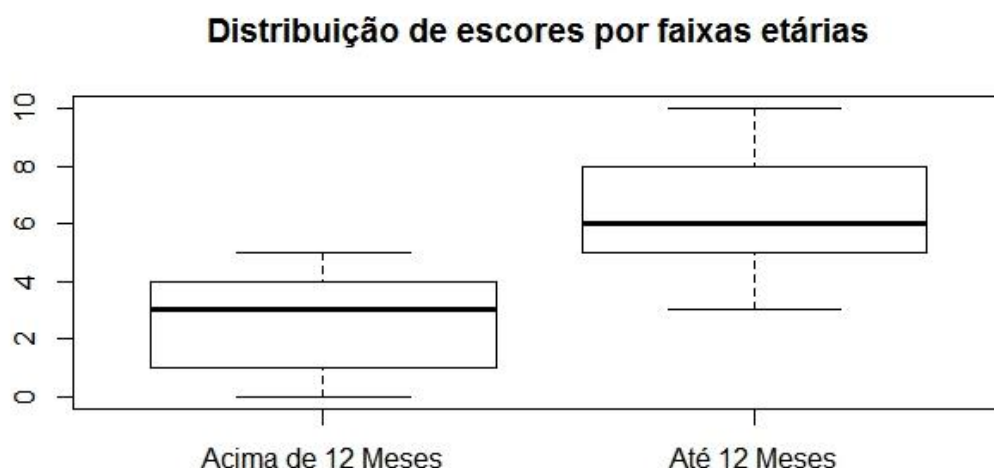 Distribuição de escores por faixas etárias
10
8
6
4
2
0
Acima de 12 Meses
Até 12 Meses